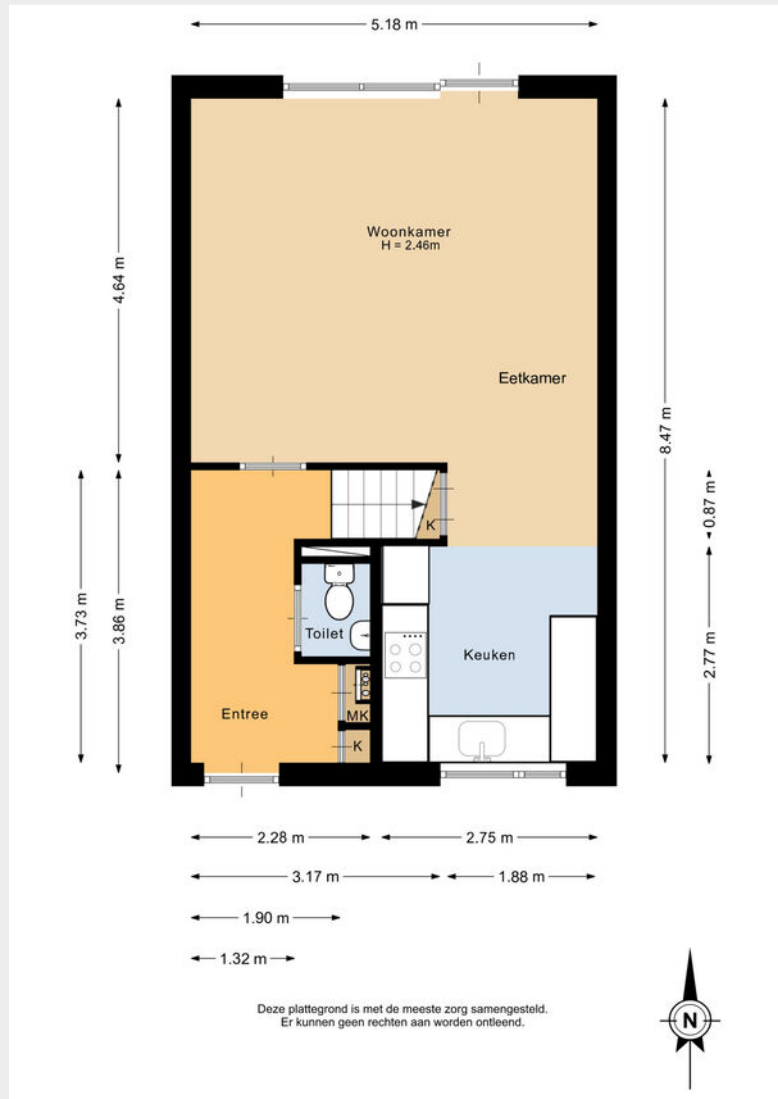 5.18 m
Woonkamer
H = 2.46m
4.64 m
Eetkamer
8.47 m
K
0.87 m
3.73 m
3.86 m
Toilet
Keuken
2.77 m
Entree
MK
K
2.28 m
2.75 m
3.17 m
1.88 m
1.90 m
1.32 m
Deze plattegrond is met de meeste zorg samengesteld.
Er kunnen geen rechten aan worden ontleend.
N